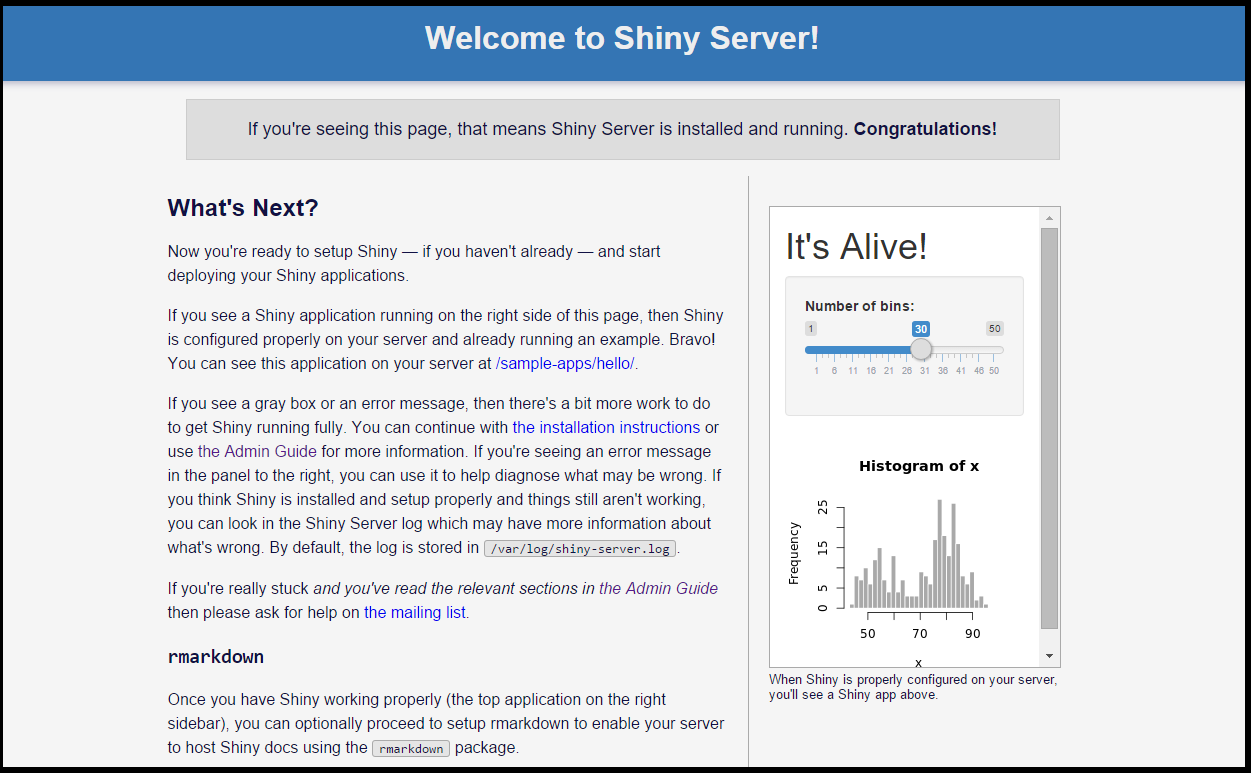 Welcome to Shiny Server!
If you're seeing this page, that means Shiny Server is installed and running. Congratulations!
What's Next?
Now you're ready to setup Shiny — if you haven't already — and start
deploying your Shiny applications.
If you see a Shiny application running on the right side of this page, then Shiny
is configured properly on your server and already running an example. Bravo!
You can see this application on your server at /sample-apps/hello/.
If you see a gray box or an error message, then there's a bit more work to do
to get Shiny running fully. You can continue with the installation instructions or
use the Admin Guide for more information. If you're seeing an error message
in the panel to the right, you can use it to help diagnose what may be wrong. If
you think Shiny is installed and setup properly and things still aren't working,
you can look in the Shiny Server log which may have more information about
what's wrong. By default, the log is stored in /var/log/shiny-server.log.
If you're really stuck and you've read the relevant sections in the Admin Guide
then please ask for help on the mailing list.
rmarkdown
Once you have Shiny working properly (the top application on the right
sidebar), you can optionally proceed to setup rmarkdown to enable your server
to host Shiny docs using the rmarkdown package.
It's Alive!
Number of bins:
1 30 50
1 6 11 16 21 26 31 36 41 46 50
Histogram of x
Frequency
25
15
5
0
50 70 90
x
When Shiny is properly configured on your server,
you'll see a Shiny app above.